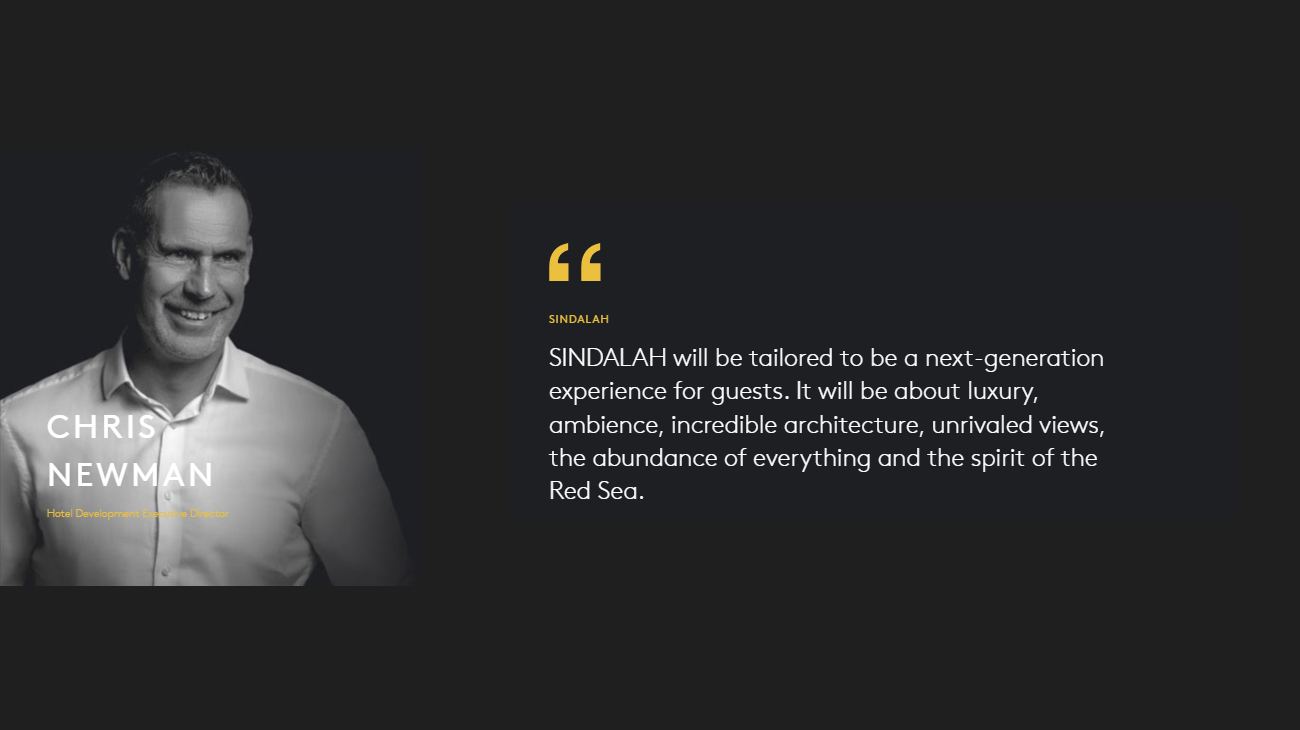 CHRIS
NEWMAN
Hotel Development Executive Director
“
SINDALAH
SINDALAH will be tailored to be a next-generation
experience for guests. It will be about luxury,
ambience, incredible architecture, unrivaled views,
the abundance of everything and the spirit of the
Red Sea.